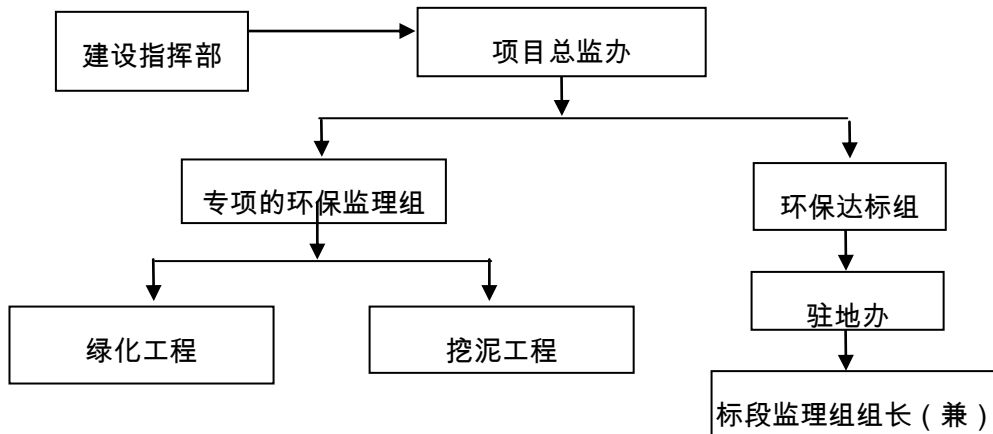 建设指挥部
项目总监办
专项的环保监理组
环保达标组
绿化工程
挖泥工程
驻地办
标段监理组组长（兼）